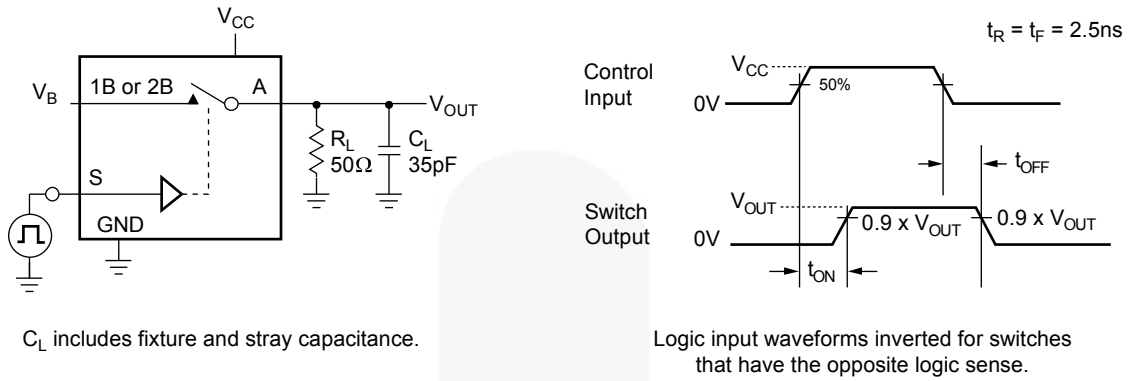 V_CC
V_B
1B or 2B
A
V_OUT
R_L
50Ω
C_L
35pF
S
GND
C_L includes fixture and stray capacitance.
t_R = t_F = 2.5ns
Control
Input
V_CC
0V
50%
t_OFF
Switch
Output
V_OUT
0V
0.9 x V_OUT
0.9 x V_OUT
t_ON
Logic input waveforms inverted for switches
that have the opposite logic sense.